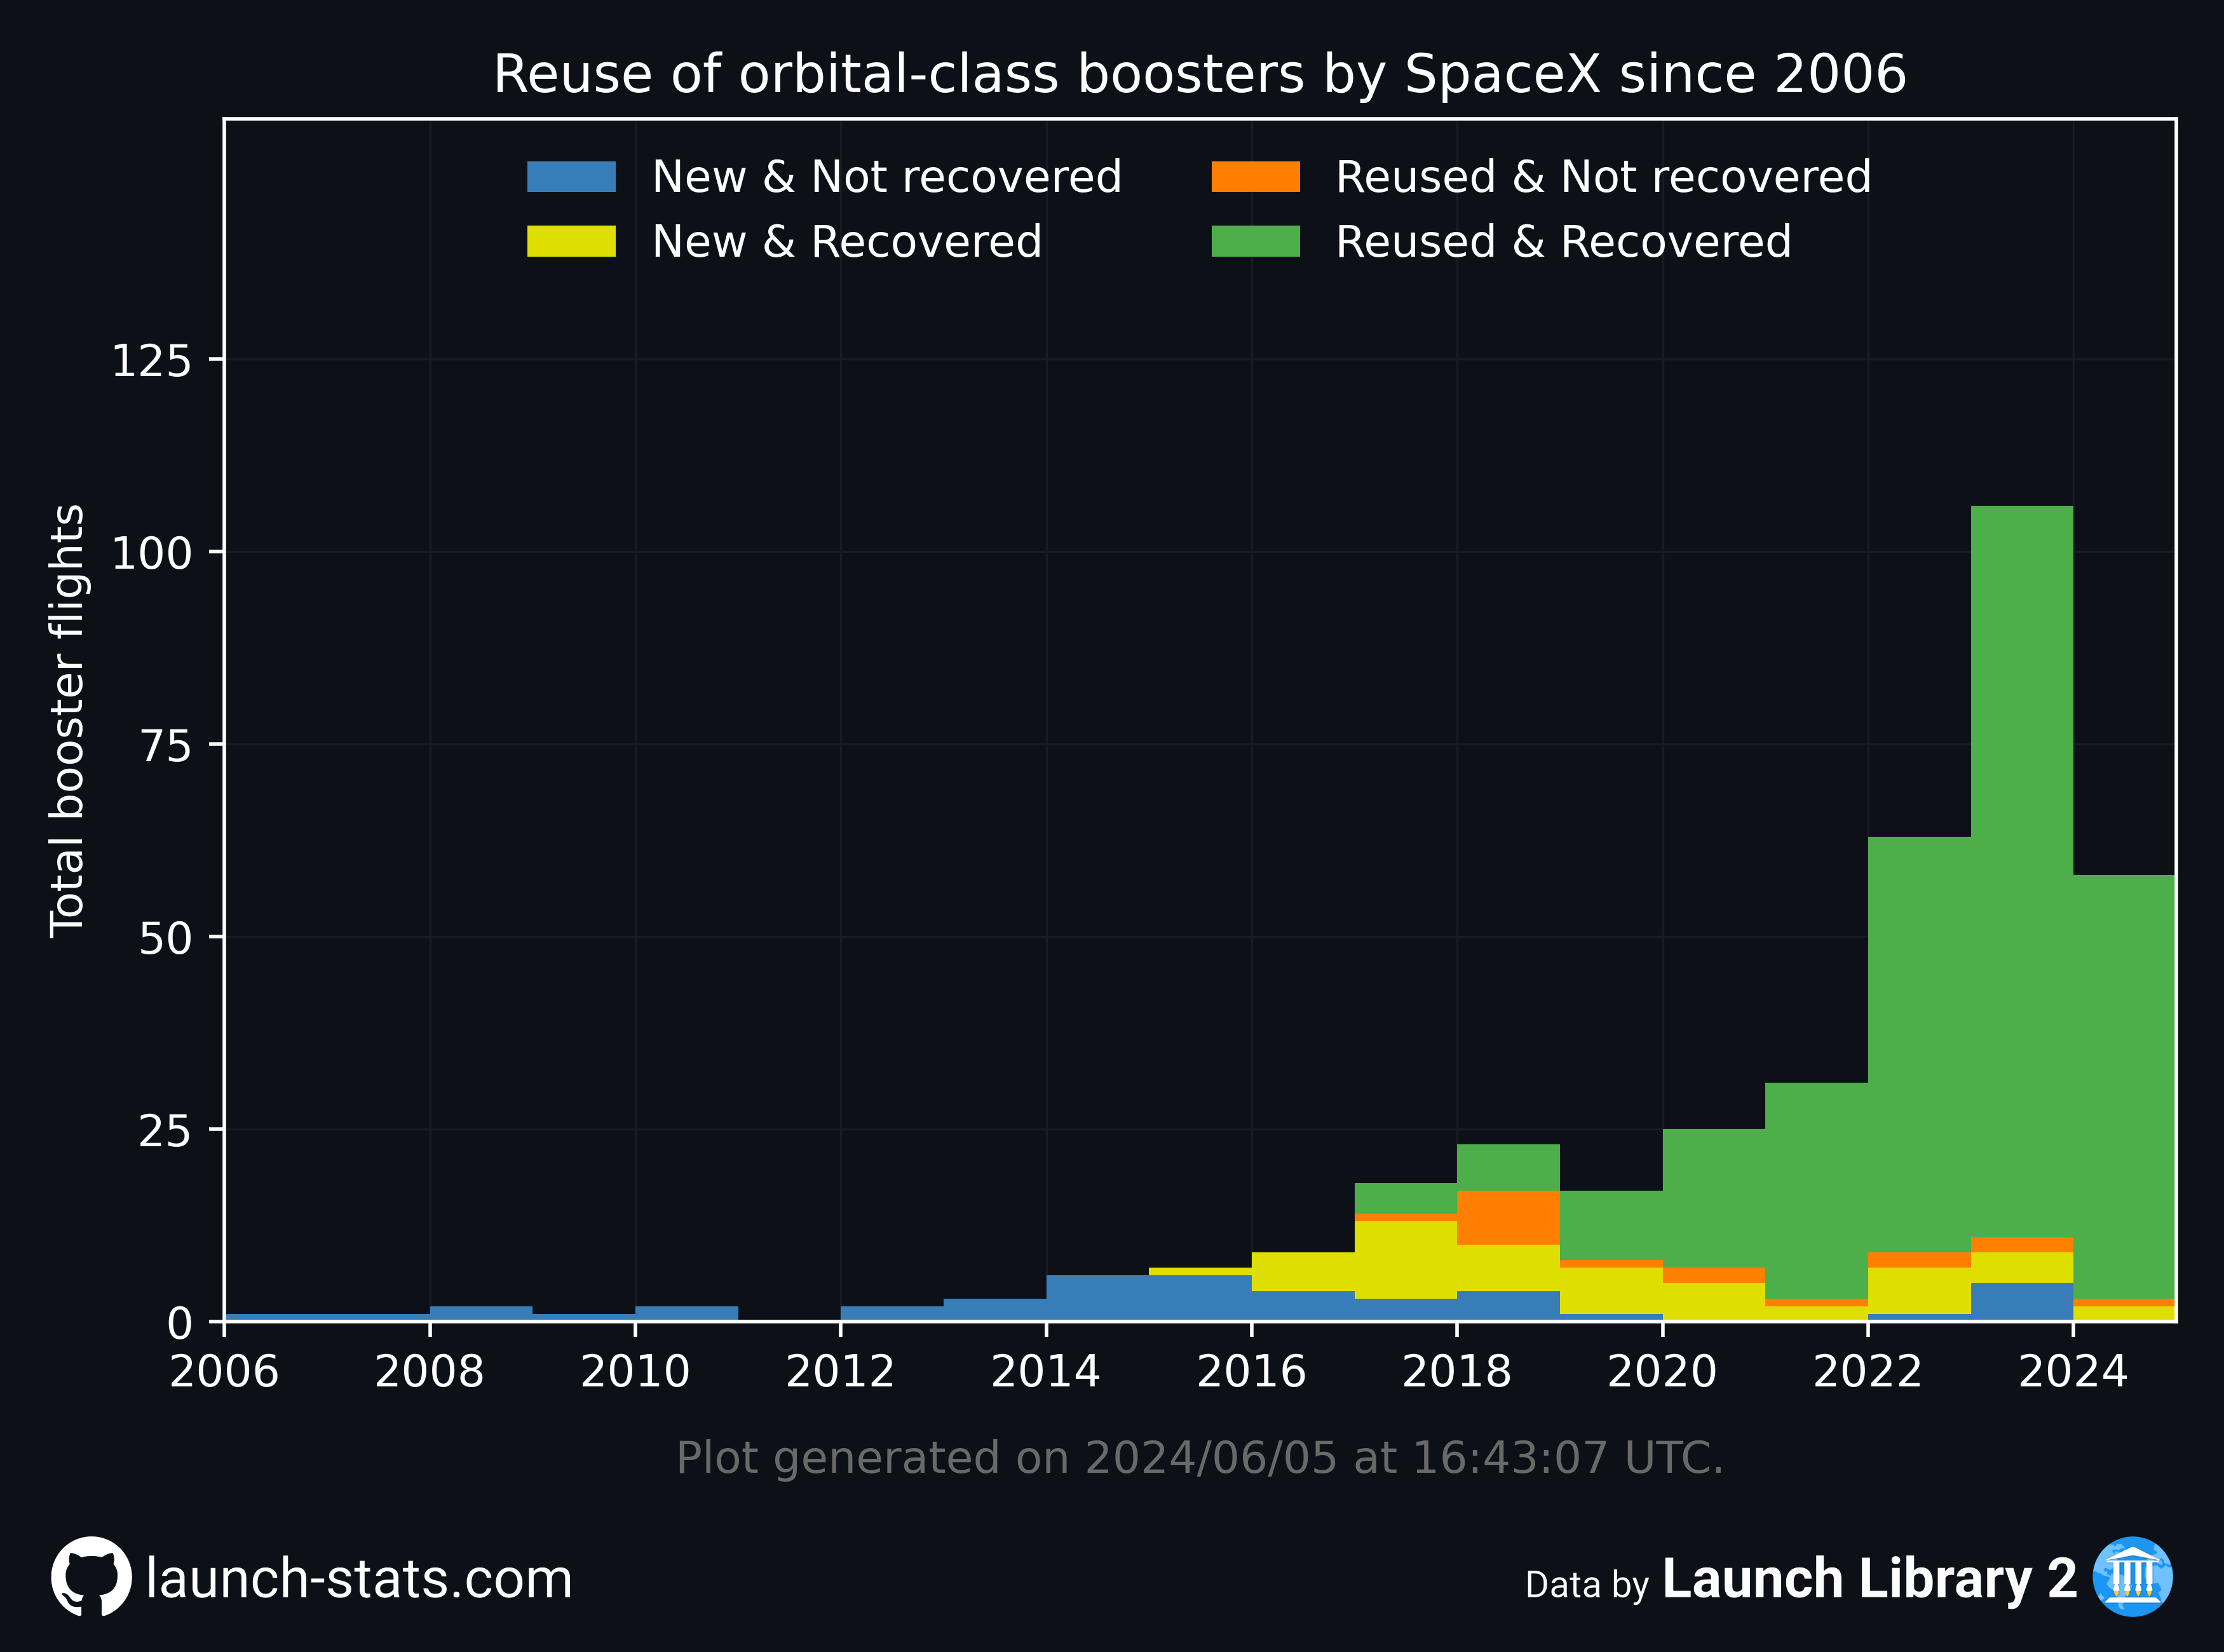 Reuse of orbital-class boosters by SpaceX since 2006
New & Not recovered
New & Recovered
Reused & Not recovered
Reused & Recovered
Total booster flights
125
100
75
50
25
0
2006 2008 2010 2012 2014 2016 2018 2020 2022 2024
Plot generated on 2024/06/05 at 16:43:07 UTC.
launch-stats.com
Data by Launch Library 2